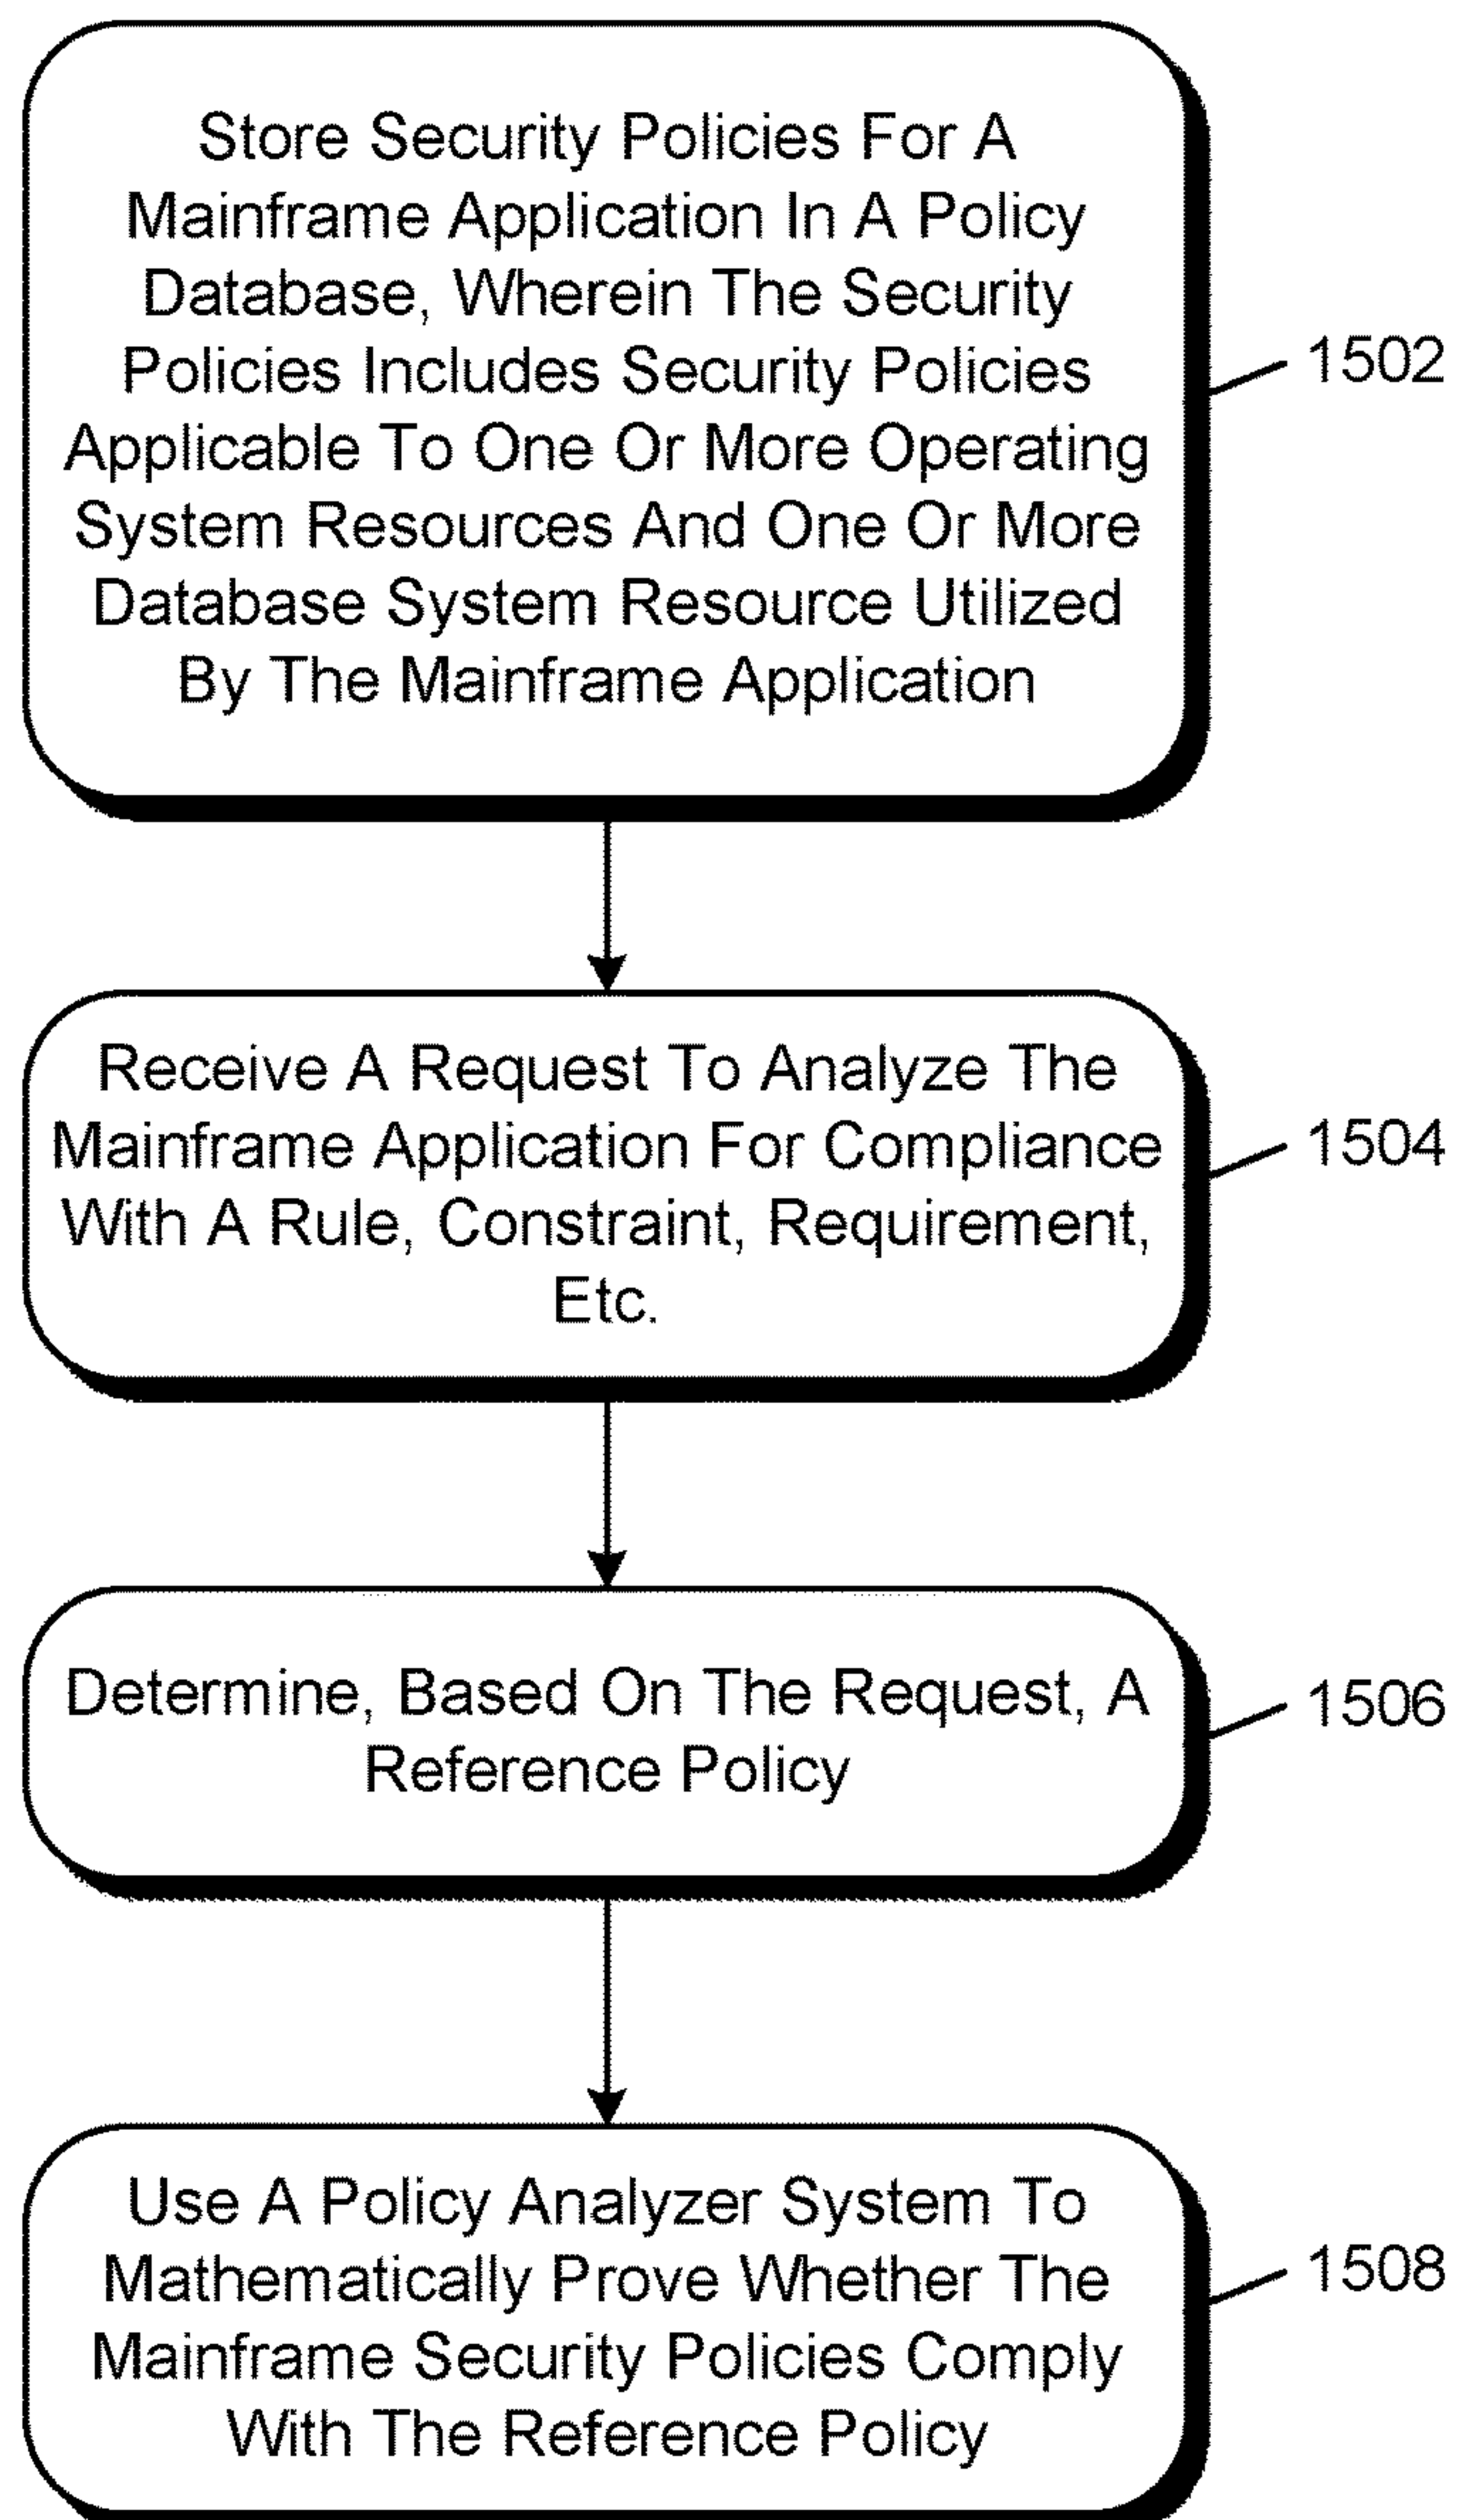 Store Security Policies For A
Mainframe Application In A Policy
Database, Wherein The Security
Policies Includes Security Policies
Applicable To One Or More Operating
System Resources And One Or More
Database System Resource Utilized
By The Mainframe Application
1502
Receive A Request To Analyze The
Mainframe Application For Compliance
With A Rule, Constraint, Requirement,
Etc.
1504
Determine, Based On The Request, A
Reference Policy
1506
Use A Policy Analyzer System To
Mathematically Prove Whether The
Mainframe Security Policies Comply
With The Reference Policy
1508